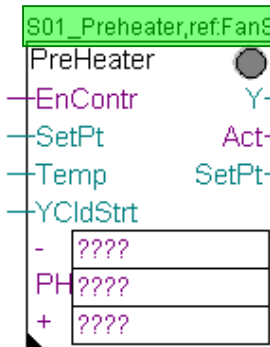 S01_Preheater,ref:FanS
PreHeater
EnContr Y
SetPt Act
Temp SetPt
YCldStrt
- ????
PH ????
+ ????